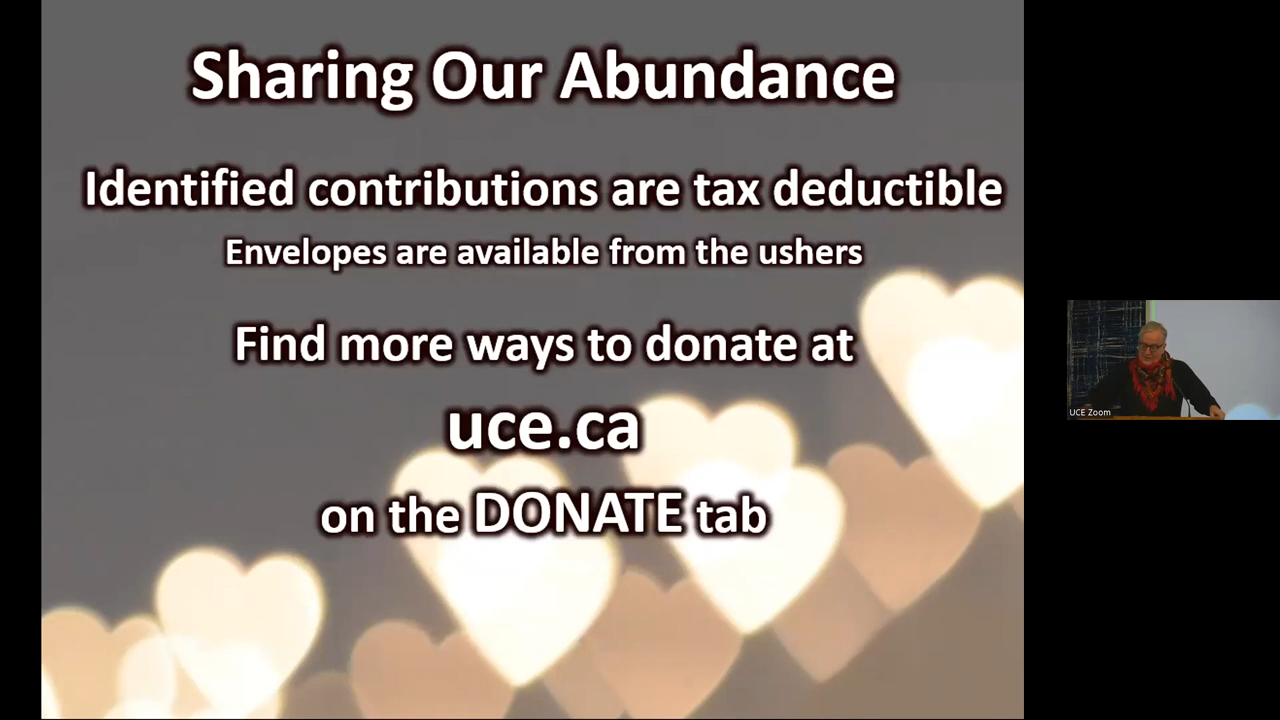 Sharing Our Abundance
Identified contributions are tax deductible
Envelopes are available from the ushers
Find more ways to donate at
uce.ca
on the DONATE tab
UCE Zoom